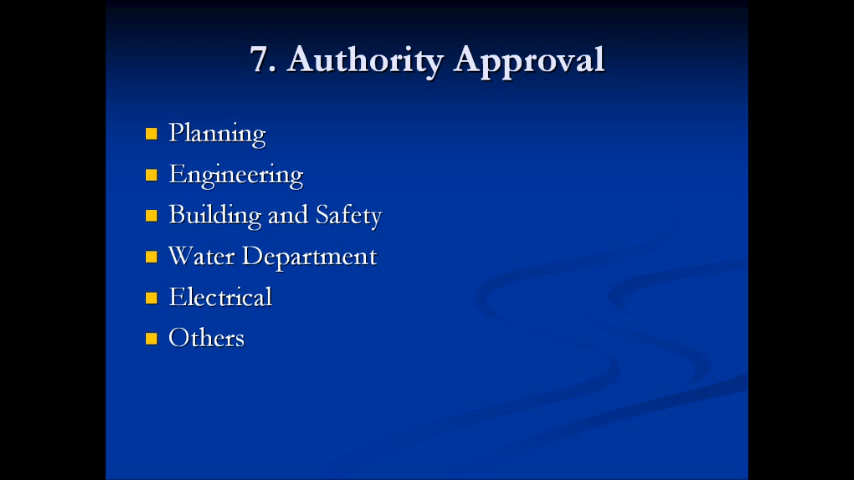 7. Authority Approval
Planning
Engineering
Building and Safety
Water Department
Electrical
Others